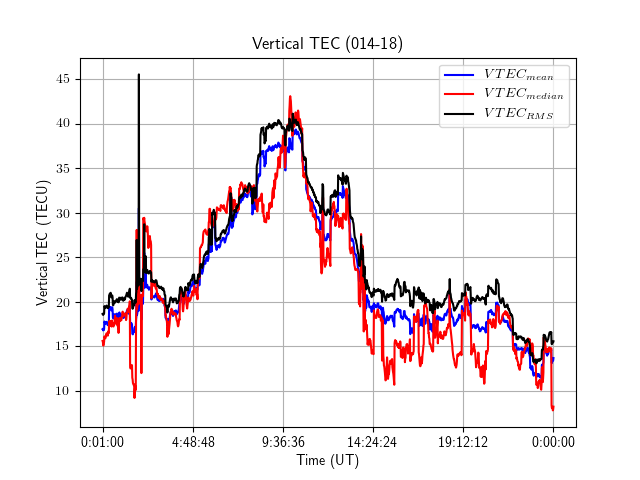 Vertical TEC (014-18)
VTEC_mean
VTEC_median
VTEC_RMS
45
40
35
30
25
20
15
10
Vertical TEC (TECU)
0:01:00 4:48:48 9:36:36 14:24:24 19:12:12 0:00:00
Time (UT)